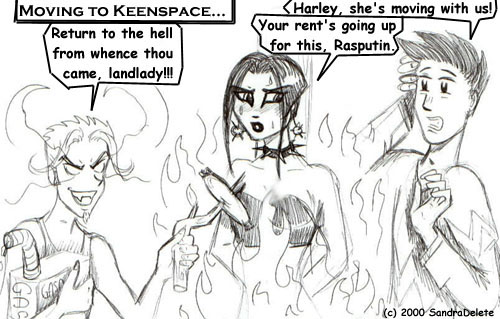 MOVING TO KEENSPACE...
Return to the hell
from whence thou
came, landlady!!!
Your rent's going up
for this, Rasputin.
Harley, she's moving with us!
GAS
GASO
(c) 2000 SandraDelete